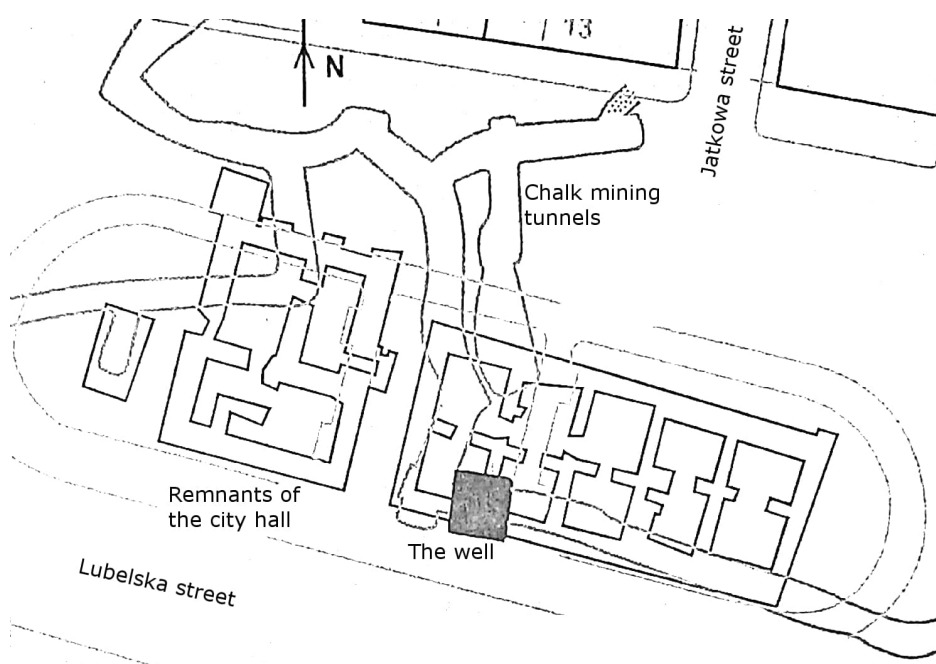 13
N
Jatkowa street
Chalk mining
tunnels
Remnants of
the city hall
The well
Lubelska street